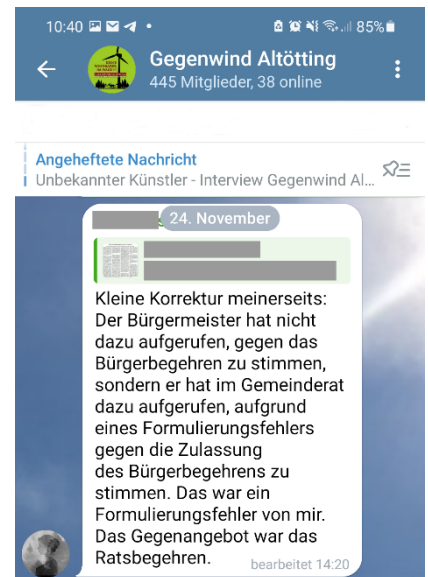 10:40
85%
Gegenwind Altötting
445 Mitglieder, 38 online
Angeheftete Nachricht
Unbekannter Künstler - Interview Gegenwind Al...
24. November
Kleine Korrektur meinerseits:
Der Bürgermeister hat nicht
dazu aufgerufen, gegen das
Bürgerbegehren zu stimmen,
sondern er hat im Gemeinderat
dazu aufgerufen, aufgrund
eines Formulierungsfehlers
gegen die Zulassung
des Bürgerbegehrens zu
stimmen. Das war ein
Formulierungsfehler von mir.
Das Gegenangebot war das
Ratsbegehren.
bearbeitet 14:20